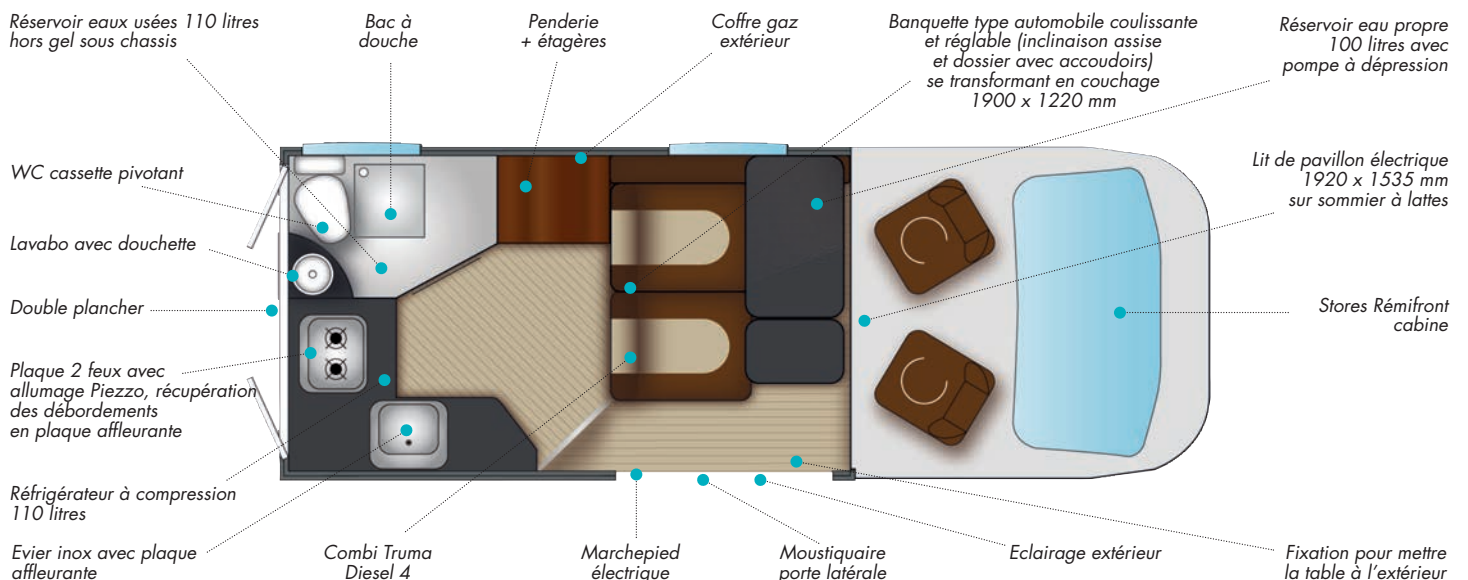 Réservoir eaux usées 110 litres
hors gel sous chassis
Bac à
douche
Penderie
+ étagères
Coffre gaz
extérieur
Banquette type automobile coulissante
et réglable (inclinaison assise
et dossier avec accoudoirs)
se transformant en couchage
1900 x 1220 mm
Réservoir eau propre
100 litres avec
pompe à dépression
WC cassette pivotant
Lit de pavillon électrique
1920 x 1535 mm
sur sommier à lattes
Lavabo avec douchette
Double plancher
Stores Rémifront
cabine
Plaque 2 feux avec
allumage Piezzo, récupération
des débordements
en plaque affleurante
Réfrigérateur à compression
110 litres
Evier inox avec plaque
affleurante
Combi Truma
Diesel 4
Marchepied
électrique
Moustiquaire
porte latérale
Eclairage extérieur
Fixation pour mettre
la table à l’extérieur